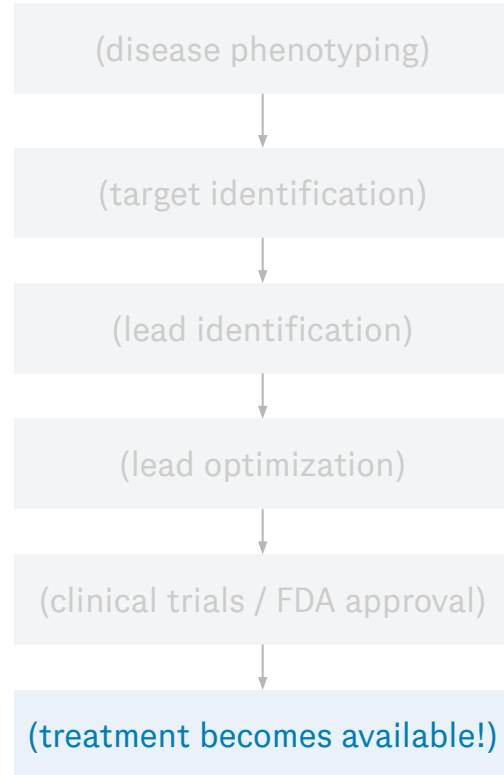 (disease phenotyping)
(target identification)
(lead identification)
(lead optimization)
(clinical trials / FDA approval)
(treatment becomes available!)